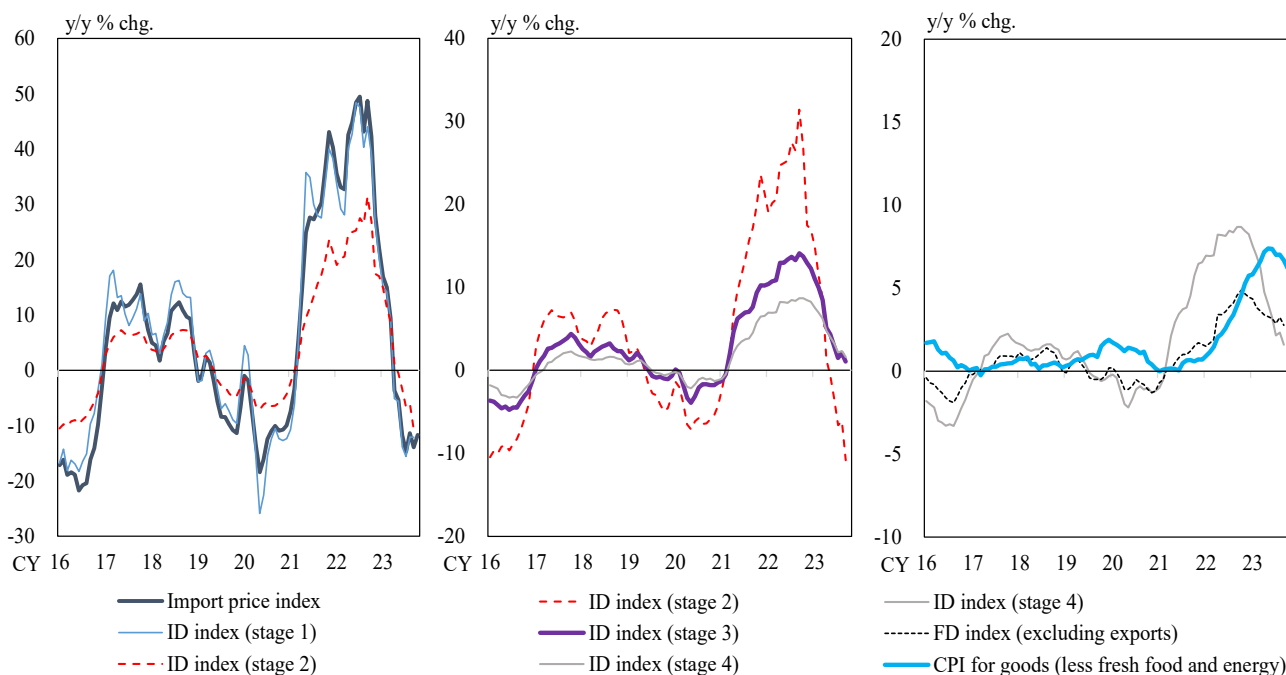 y/y % chg.
60
50
40
30
20
10
0
-10
-20
-30
CY 16 17 18 19 20 21 22 23
Import price index
ID index (stage 1)
ID index (stage 2)
y/y % chg.
40
30
20
10
0
-10
-20
CY 16 17 18 19 20 21 22 23
ID index (stage 2)
ID index (stage 3)
ID index (stage 4)
y/y % chg.
20
15
10
5
0
-5
-10
CY 16 17 18 19 20 21 22 23
ID index (stage 4)
FD index (excluding exports)
CPI for goods (less fresh food and energy)